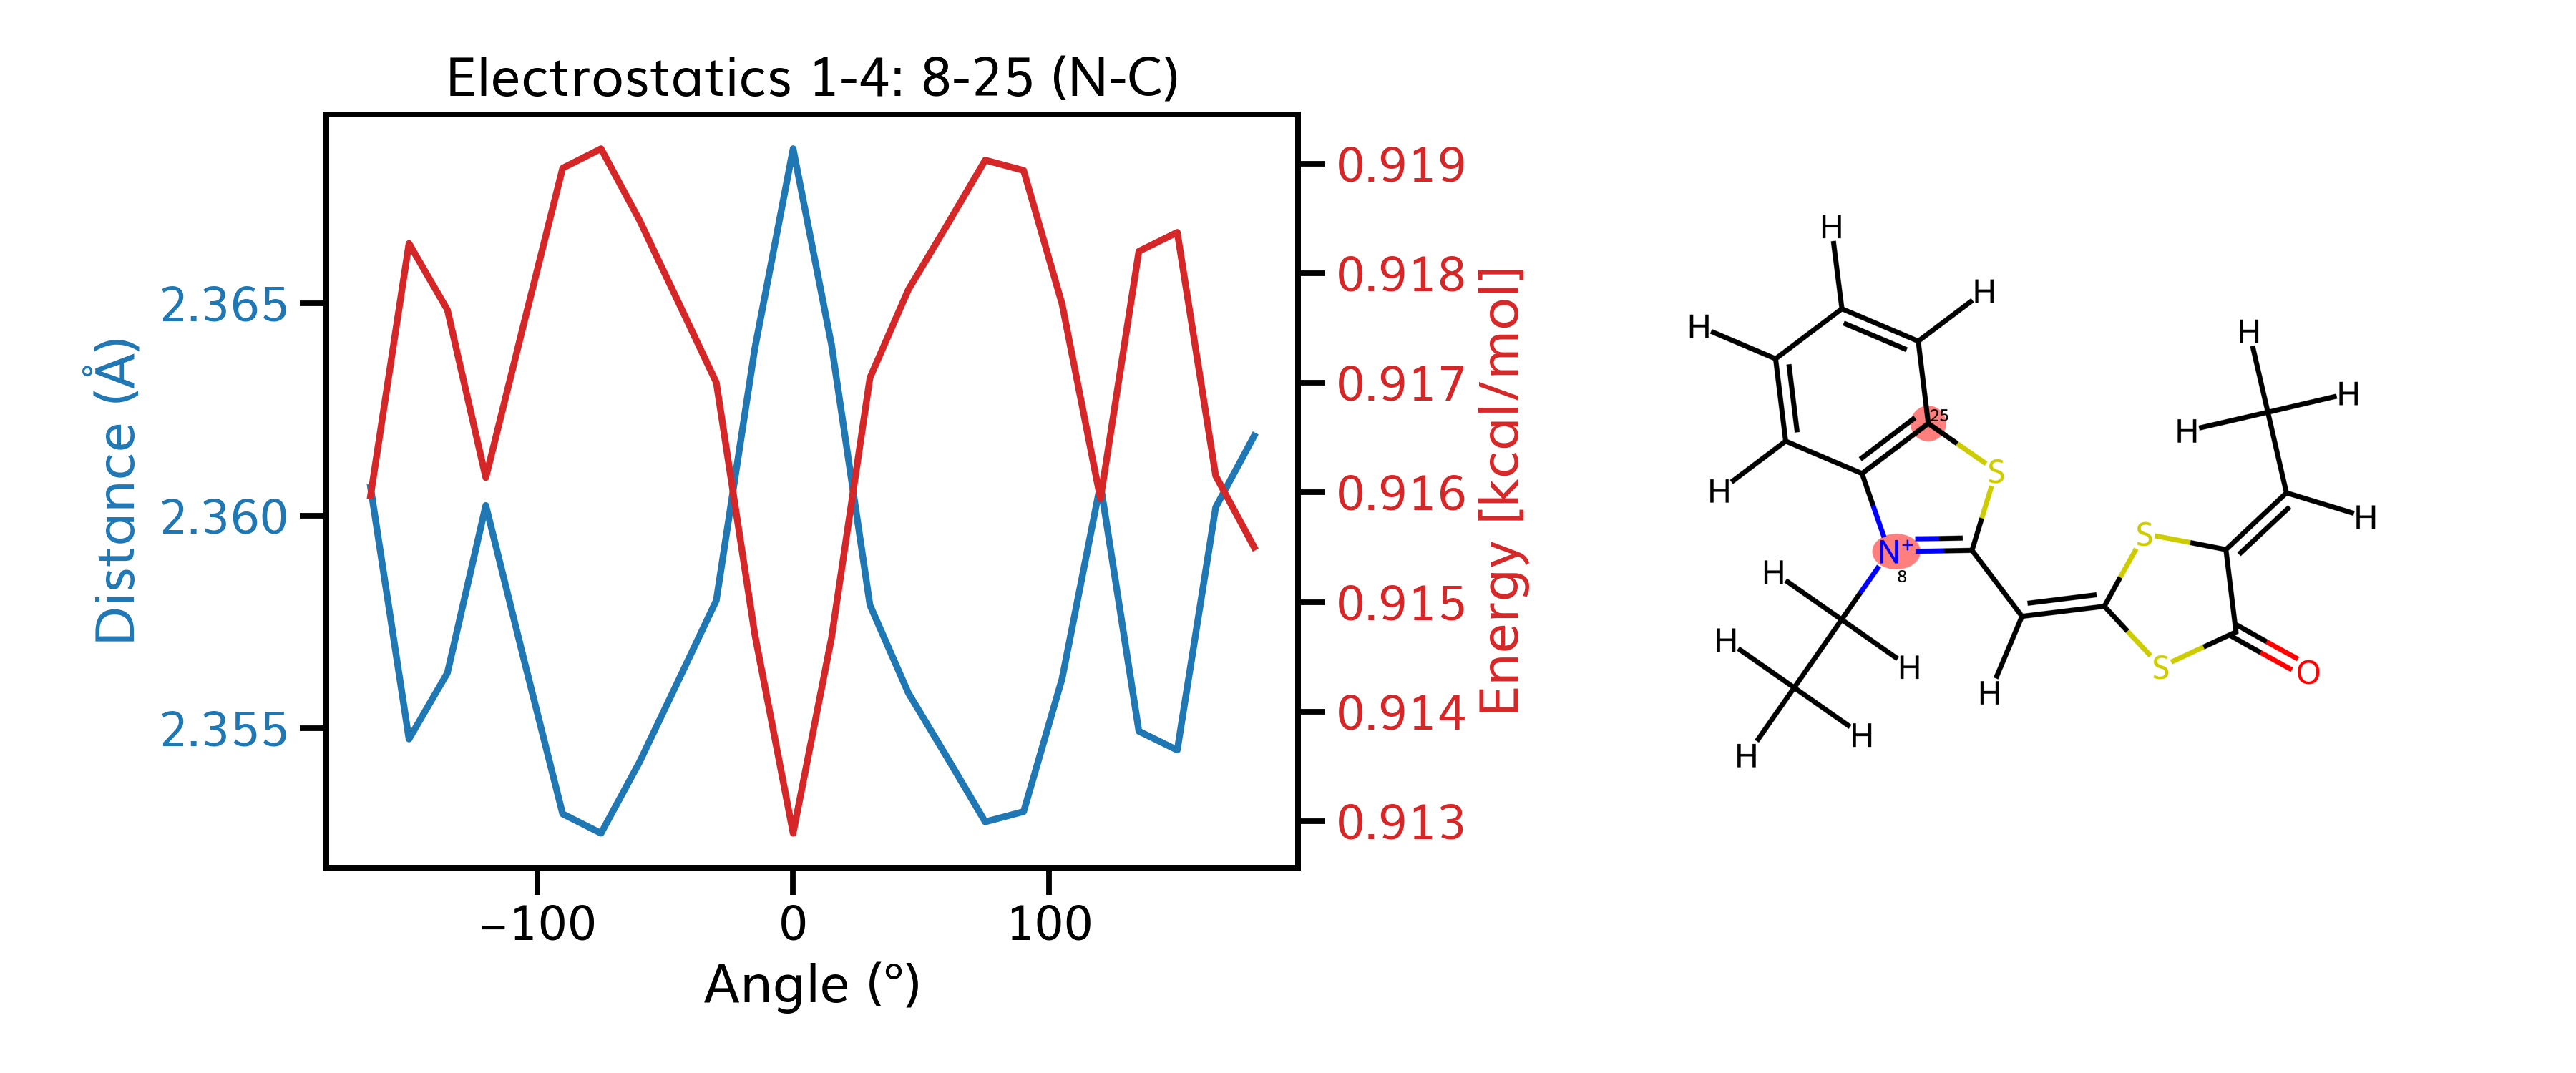 Electrostatics 1-4: 8-25 (N-C)
Distance (Å)
2.365
2.360
2.355
0.919
0.918
0.917
0.916
0.915
0.914
0.913
Energy [kcal/mol]
−100 0 100
Angle (°)
H
H
H
H
H
H
H
25
S
H
H
S
N+
8
H
H
H
S
O
H
H
H
H